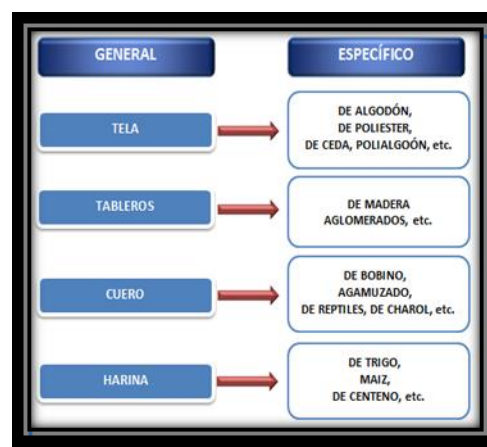 GENERAL
ESPECÍFICO
TELA
DE ALGODÓN,
DE POLIESTER,
DE CEDA, POLIALGOÓN, etc.
TABLEROS
DE MADERA
AGLOMERADOS, etc.
CUERO
DE BOBINO,
AGAMUZADO,
DE REPTILES, DE CHAROL, etc.
HARINA
DE TRIGO,
MAIZ,
DE CENTENO, etc.